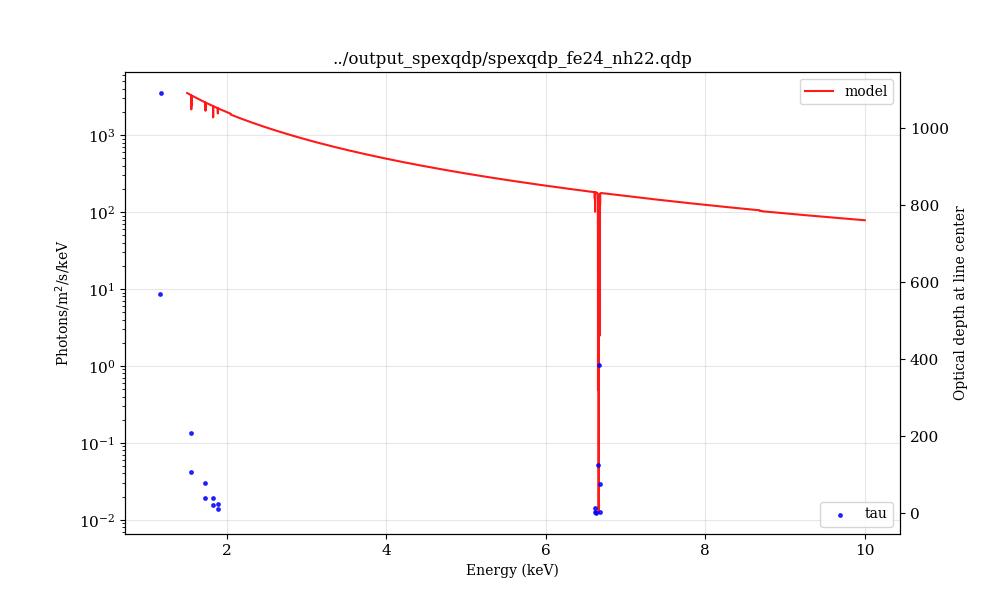 ../output_spexqdp/spexqdp_fe24_nh22.qdp
model
10³
10²
10¹
10⁰
10⁻¹
10⁻²
Photons/m²/s/keV
1000
800
600
400
200
0
Optical depth at line center
tau
2 4 6 8 10
Energy (keV)